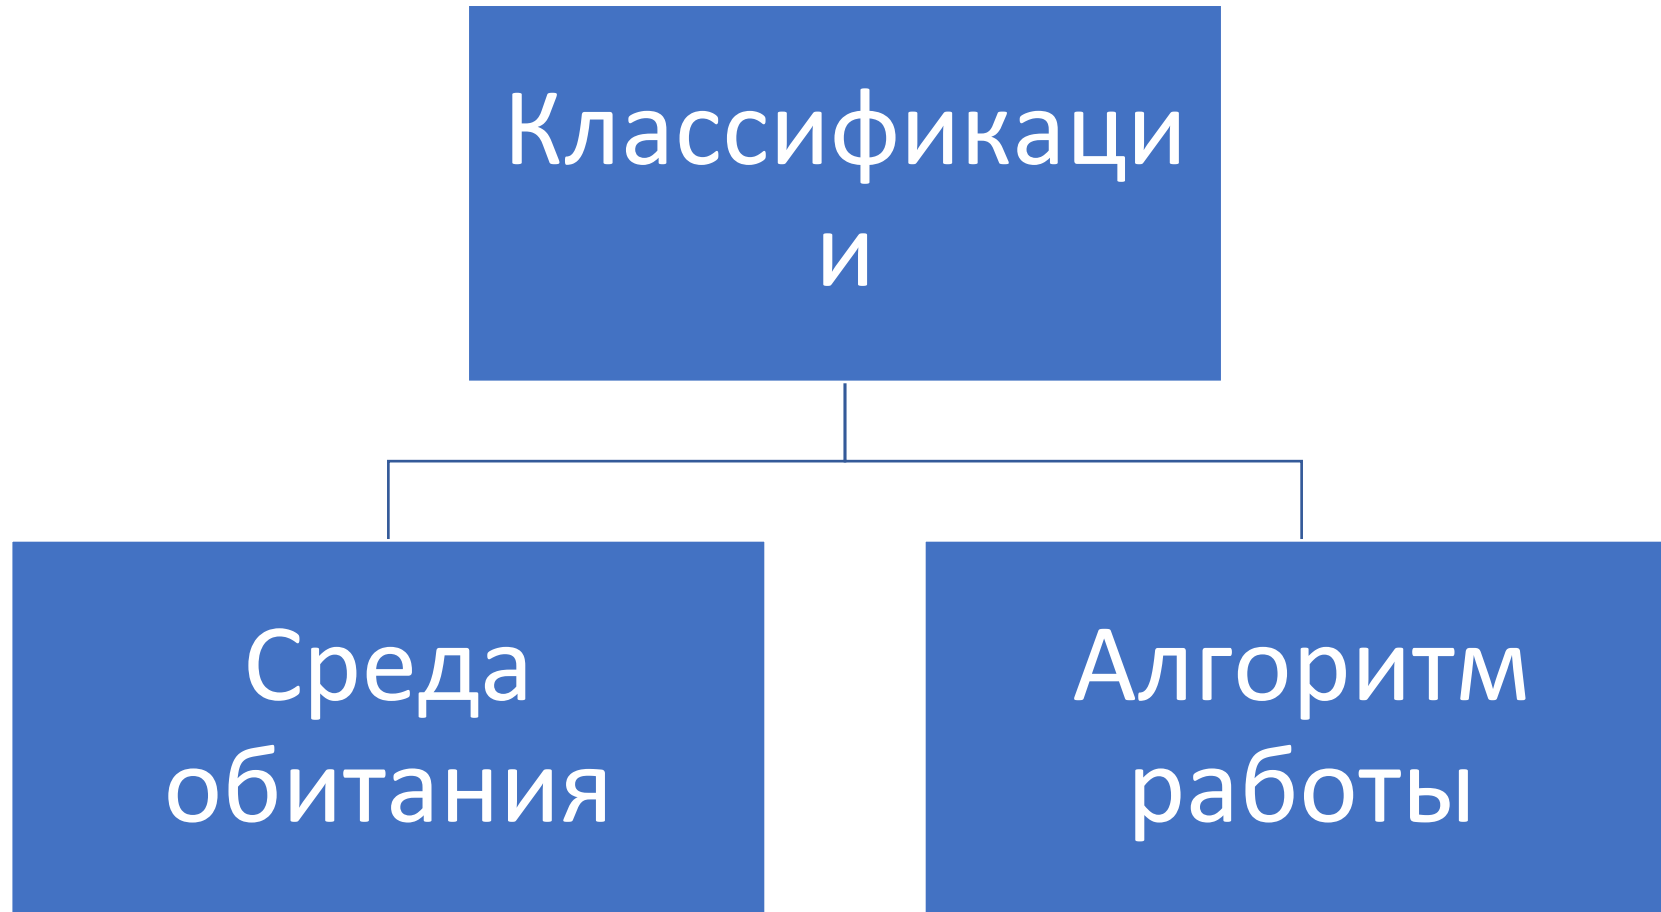 Классификаци
и
Среда
обитания
Алгоритм
работы